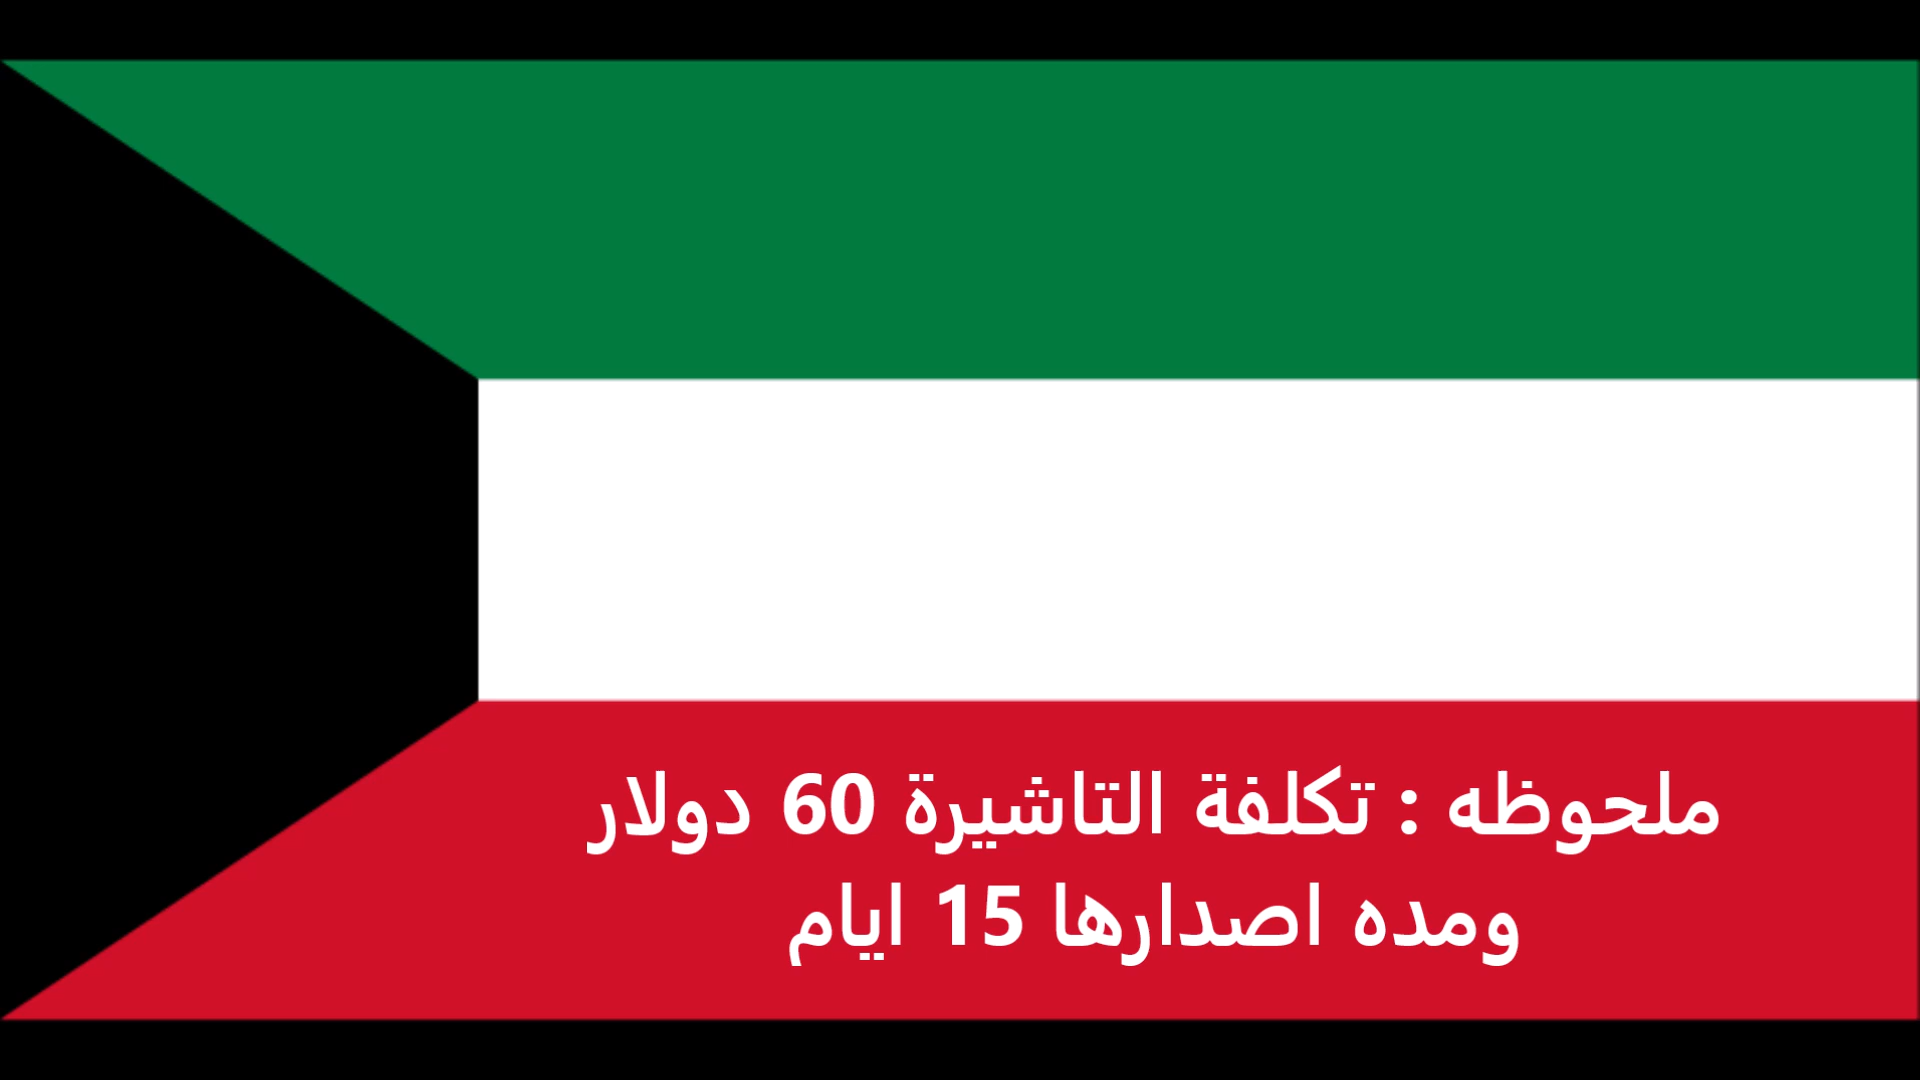 ملحوظه : تكلفة التاشيرة 60 دولار
ومده اصدارها 15 ايام